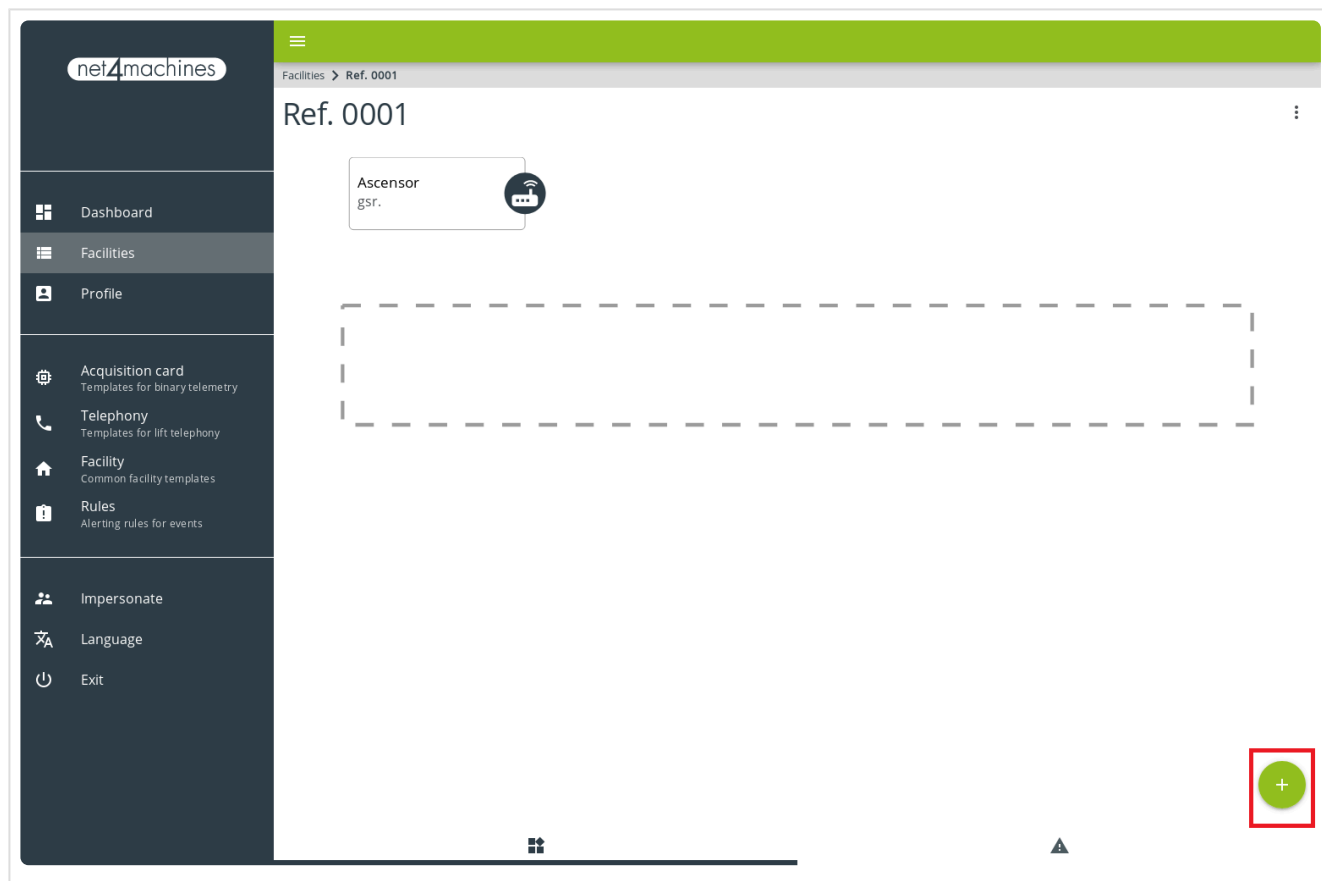 net4machines
Dashboard
Facilities
Profile
Acquisition card
Templates for binary telemetry
Telephony
Templates for lift telephony
Facility
Common facility templates
Rules
Alerting rules for events
Impersonate
Language
Exit
Facilities > Ref. 0001
Ref. 0001
Ascensor
gsr.